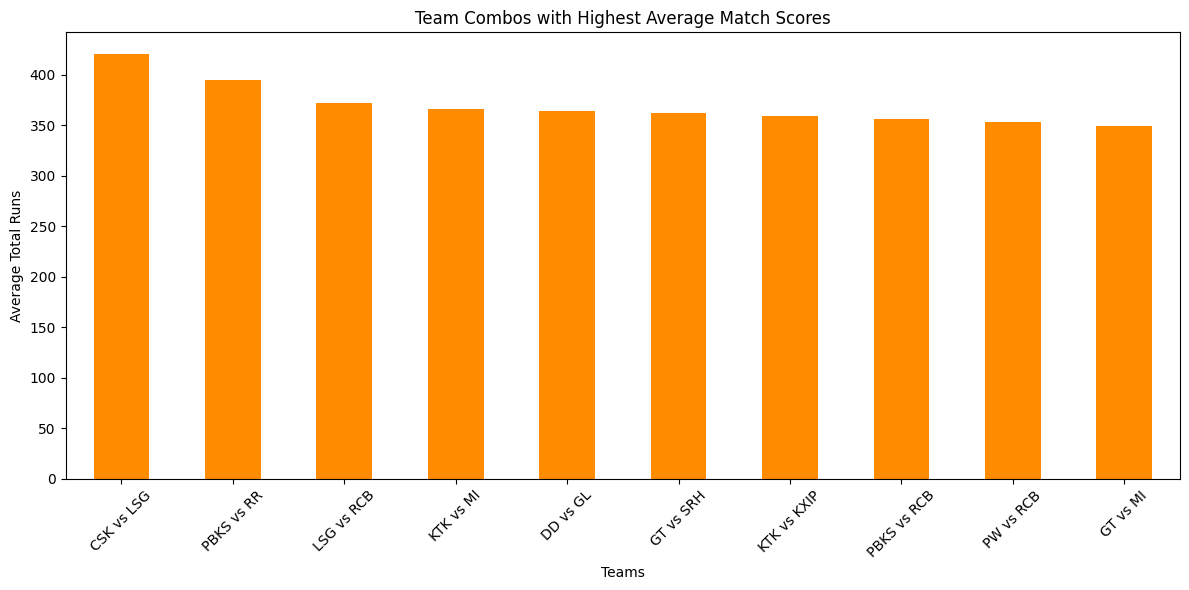 Team Combos with Highest Average Match Scores
Average Total Runs
400
350
300
250
200
150
100
50
0
CSK vs LSG
PBKS vs RR
LSG vs RCB
KTK vs MI
DD vs GL
GT vs SRH
KTK vs KXIP
PBKS vs RCB
PW vs RCB
GT vs MI
Teams